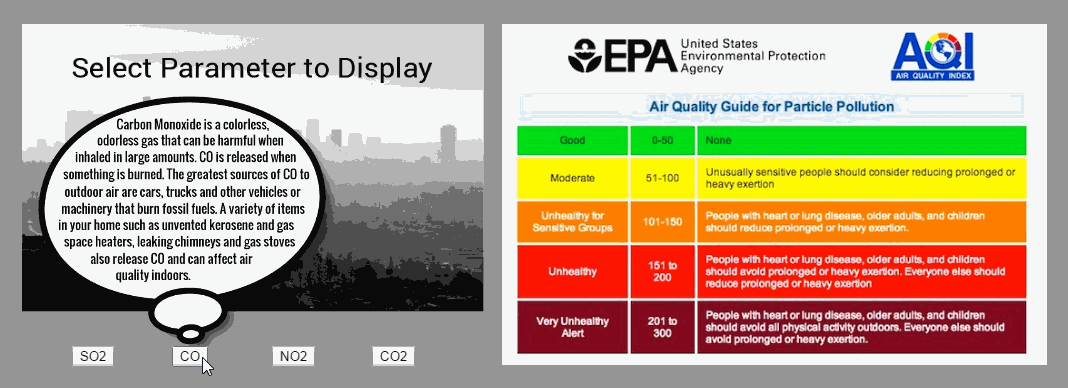 Select Parameter to Display
Carbon Monoxide is a colorless,
odorless gas that can be harmful when
inhaled in large amounts. CO is released when
something is burned. The greatest sources of CO to
outdoor air are cars, trucks and other vehicles or
machinery that burn fossil fuels. A variety of items
in your home such as unvented kerosene and gas
space heaters, leaking chimneys and gas stoves
also release CO and can affect air
quality indoors.
SO2
CO
NO2
CO2
EPA
United States
Environmental Protection
Agency
AQI
AIR QUALITY INDEX
Air Quality Guide for Particle Pollution
Good
0-50
None
Moderate
51-100
Unusually sensitive people should consider reducing prolonged or
heavy exertion
Unhealthy for
Sensitive Groups
101-150
People with heart or lung disease, older adults, and children
should reduce prolonged or heavy exertion.
Unhealthy
151 to
200
People with heart or lung disease, older adults, and children
should avoid prolonged or heavy exertion. Everyone else should
reduce prolonged or heavy exertion
Very Unhealthy
Alert
201 to
300
People with heart or lung disease, older adults, and children
should avoid all physical activity outdoors. Everyone else should
avoid prolonged or heavy exertion.